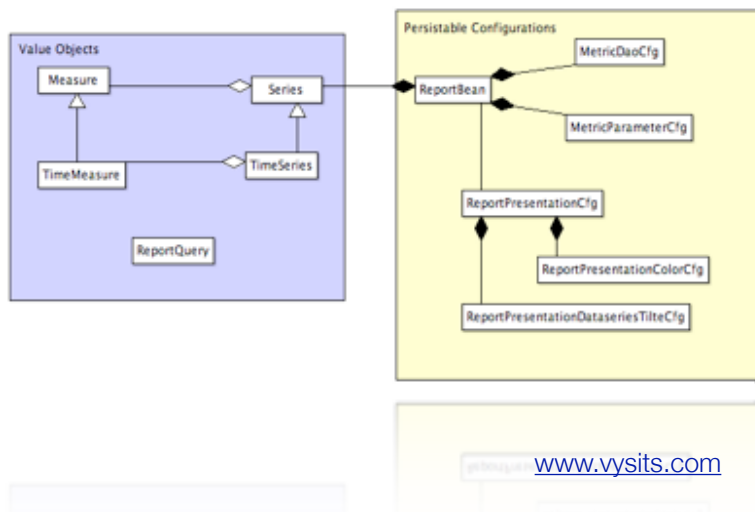 Value Objects
Measure
Series
TimeMeasure
TimeSeries
ReportQuery
Persistable Configurations
MetricDaoCfg
ReportBean
MetricParameterCfg
ReportPresentationCfg
ReportPresentationColorCfg
ReportPresentationDataseriesTilteCfg
www.vysits.com